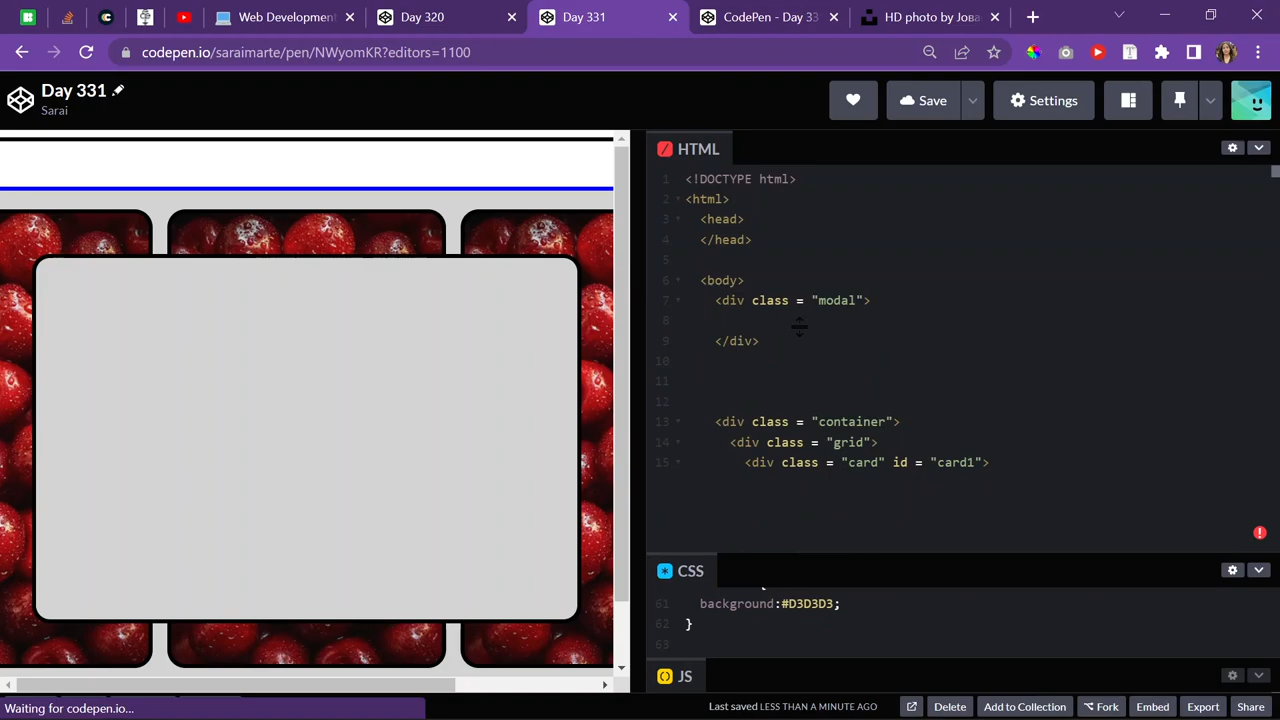 Web Development
Day 320
Day 331
CodePen - Day 33
HD photo by Joва
codepen.io/saraimarte/pen/NWyomKR?editors=1100
Day 331
Sarai
Save
Settings
HTML
1 <!DOCTYPE html>
2 <html>
3 <head>
4 </head>
5
6 <body>
7 <div class = "modal">
8
9 </div>
10
11
12
13 <div class = "container">
14 <div class = "grid">
15 <div class = "card" id = "card1">
CSS
61 background:#D3D3D3;
62 }
63
JS
Waiting for codepen.io...
Last saved LESS THAN A MINUTE AGO
Delete
Add to Collection
Fork
Embed
Export
Share